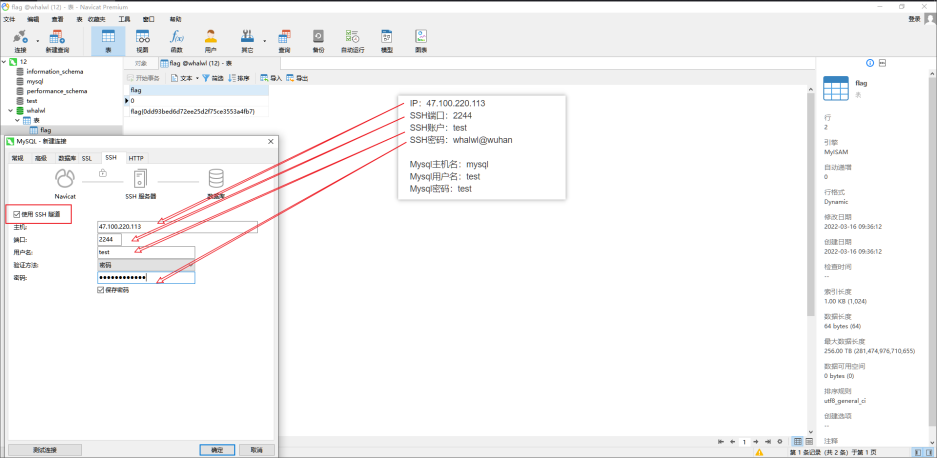 flag @whalwl (12) - 表 - Navicat Premium
文件 编辑 查看 表 收藏夹 工具 窗口 帮助 登录
连接 新建查询 表 视图 函数 用户 其它 查询 备份 自动运行 模型 图表
12
information_schema
mysql
performance_schema
test
whalwl
表
flag
对象 flag @whalwl (12) - 表
开始事务 文本 筛选 排序 导入 导出
flag
0
flag{0dd93bed6d72ee25d2f75ce3553a4fb7}
IP：47.100.220.113
SSH端口：2244
SSH账户：test
SSH密码：whalwl@wuhan
Mysql主机名：mysql
Mysql用户名：test
Mysql密码：test
MySQL - 新建连接
常规 高级 数据库 SSL SSH HTTP
Navicat SSH 服务器 数据库
使用 SSH 隧道
主机: 47.100.220.113
端口: 2244
用户名: test
验证方法: 密码
密码: ●●●●●●●●●●●●
保存密码
测试连接 确定 取消
flag
表
行
2
引擎
MyISAM
自动递增
0
行格式
Dynamic
修改日期
2022-03-16 09:36:12
创建日期
2022-03-16 09:36:12
检查时间
--
索引长度
1.00 KB (1,024)
数据长度
64 bytes (64)
最大数据长度
256.00 TB (281,474,976,710,655)
数据可用空间
0 bytes (0)
排序规则
utf8_general_ci
创建选项
--
注释
1
第 1 条记录 (共 2 条) 于第 1 页